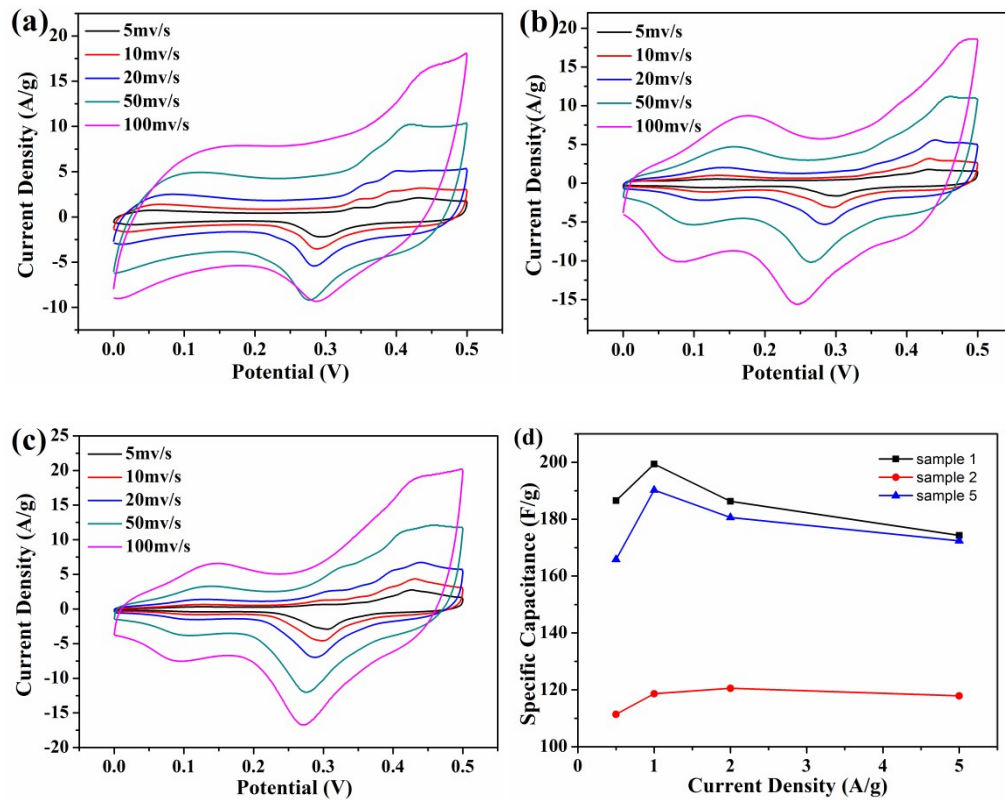 (a)
5mv/s
10mv/s
20mv/s
50mv/s
100mv/s
20
15
10
5
0
-5
-10
Current Density (A/g)
0.0 0.1 0.2 0.3 0.4 0.5
Potential (V)
(b)
5mv/s
10mv/s
20mv/s
50mv/s
100mv/s
20
15
10
5
0
-5
-10
-15
Current Density(A/g)
0.0 0.1 0.2 0.3 0.4 0.5
Potential (V)
(c)
5mv/s
10mv/s
20mv/s
50mv/s
100mv/s
25
20
15
10
5
0
-5
-10
-15
-20
Current Density (A/g)
0.0 0.1 0.2 0.3 0.4 0.5
Potential (V)
(d)
sample 1
sample 2
sample 5
200
180
160
140
120
100
Specific Capacitance (F/g)
0 1 2 3 4 5
Current Density (A/g)